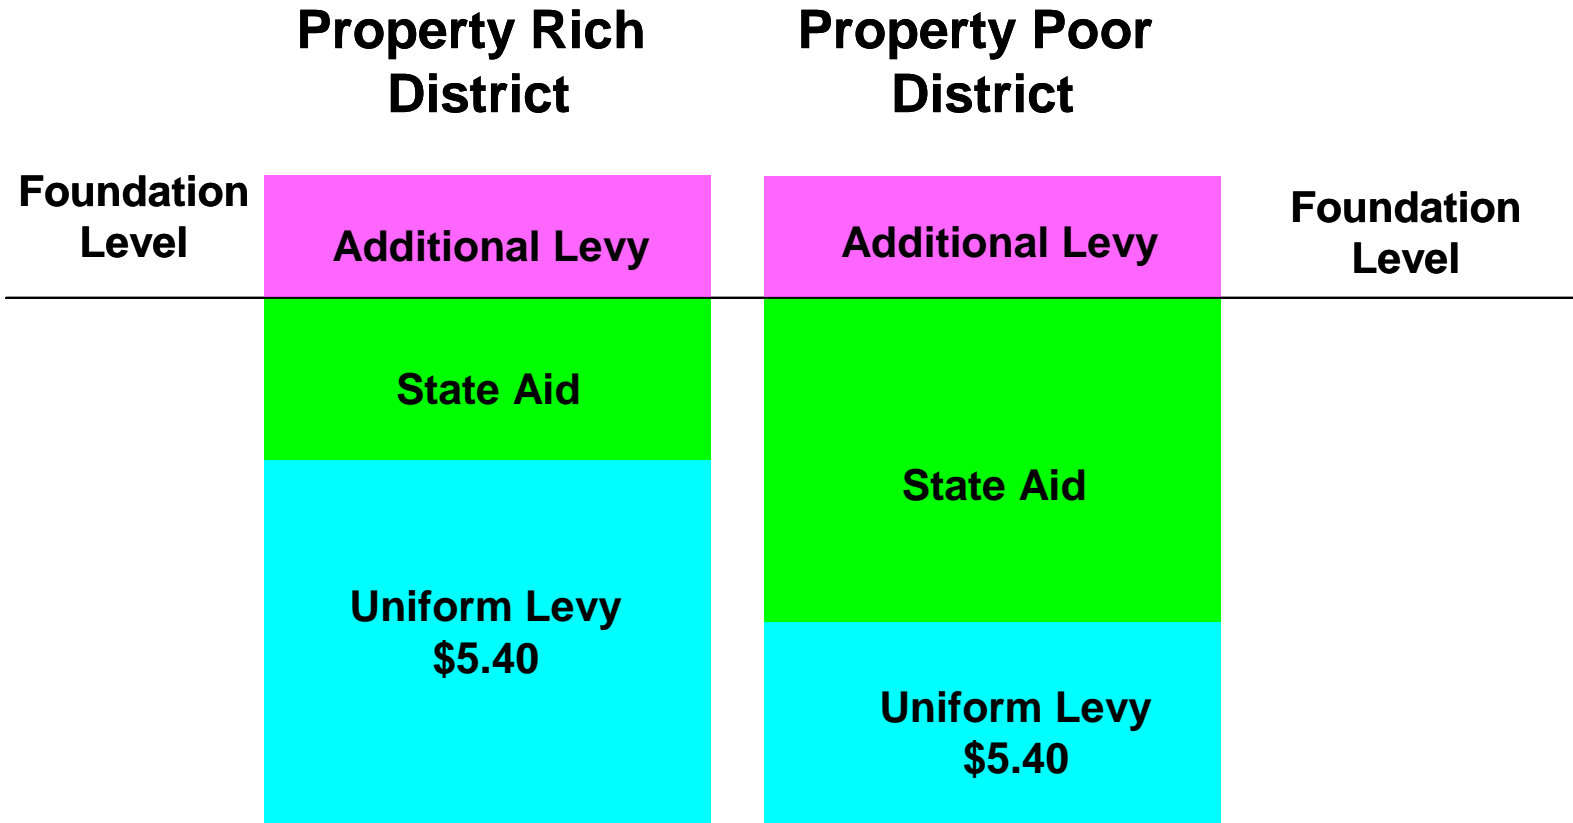 Property Rich
District
Property Poor
District
Foundation
Level
Additional Levy
Additional Levy
Foundation
Level
State Aid
State Aid
Uniform Levy
$5.40
Uniform Levy
$5.40